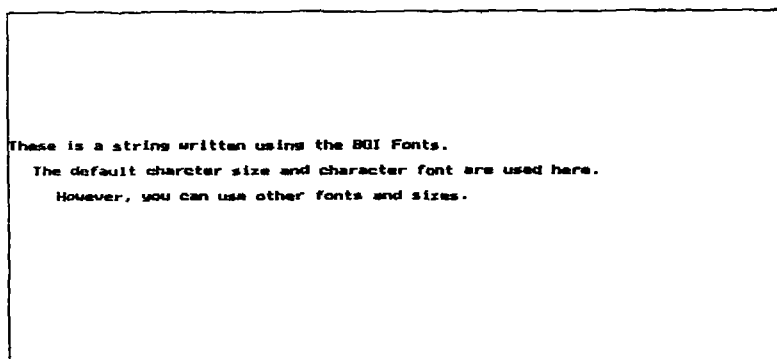 These is a string written using the BGI Fonts.
The default charcter size and character font are used here.
However, you can use other fonts and sizes.